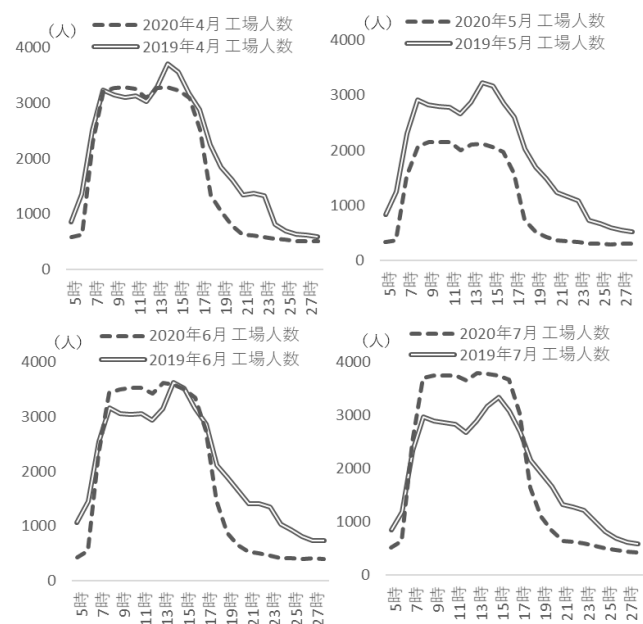 (人)
2020年4月 工場人数
2019年4月 工場人数
4000
3000
2000
1000
0
5時
7時
9時
11時
13時
15時
17時
19時
21時
23時
25時
27時
(人)
2020年5月 工場人数
2019年5月 工場人数
4000
3000
2000
1000
0
5時
7時
9時
11時
13時
15時
17時
19時
21時
23時
25時
27時
(人)
2020年6月 工場人数
2019年6月 工場人数
4000
3000
2000
1000
0
5時
7時
9時
11時
13時
15時
17時
19時
21時
23時
25時
27時
(人)
2020年7月 工場人数
2019年7月 工場人数
4000
3000
2000
1000
0
5時
7時
9時
11時
13時
15時
17時
19時
21時
23時
25時
27時